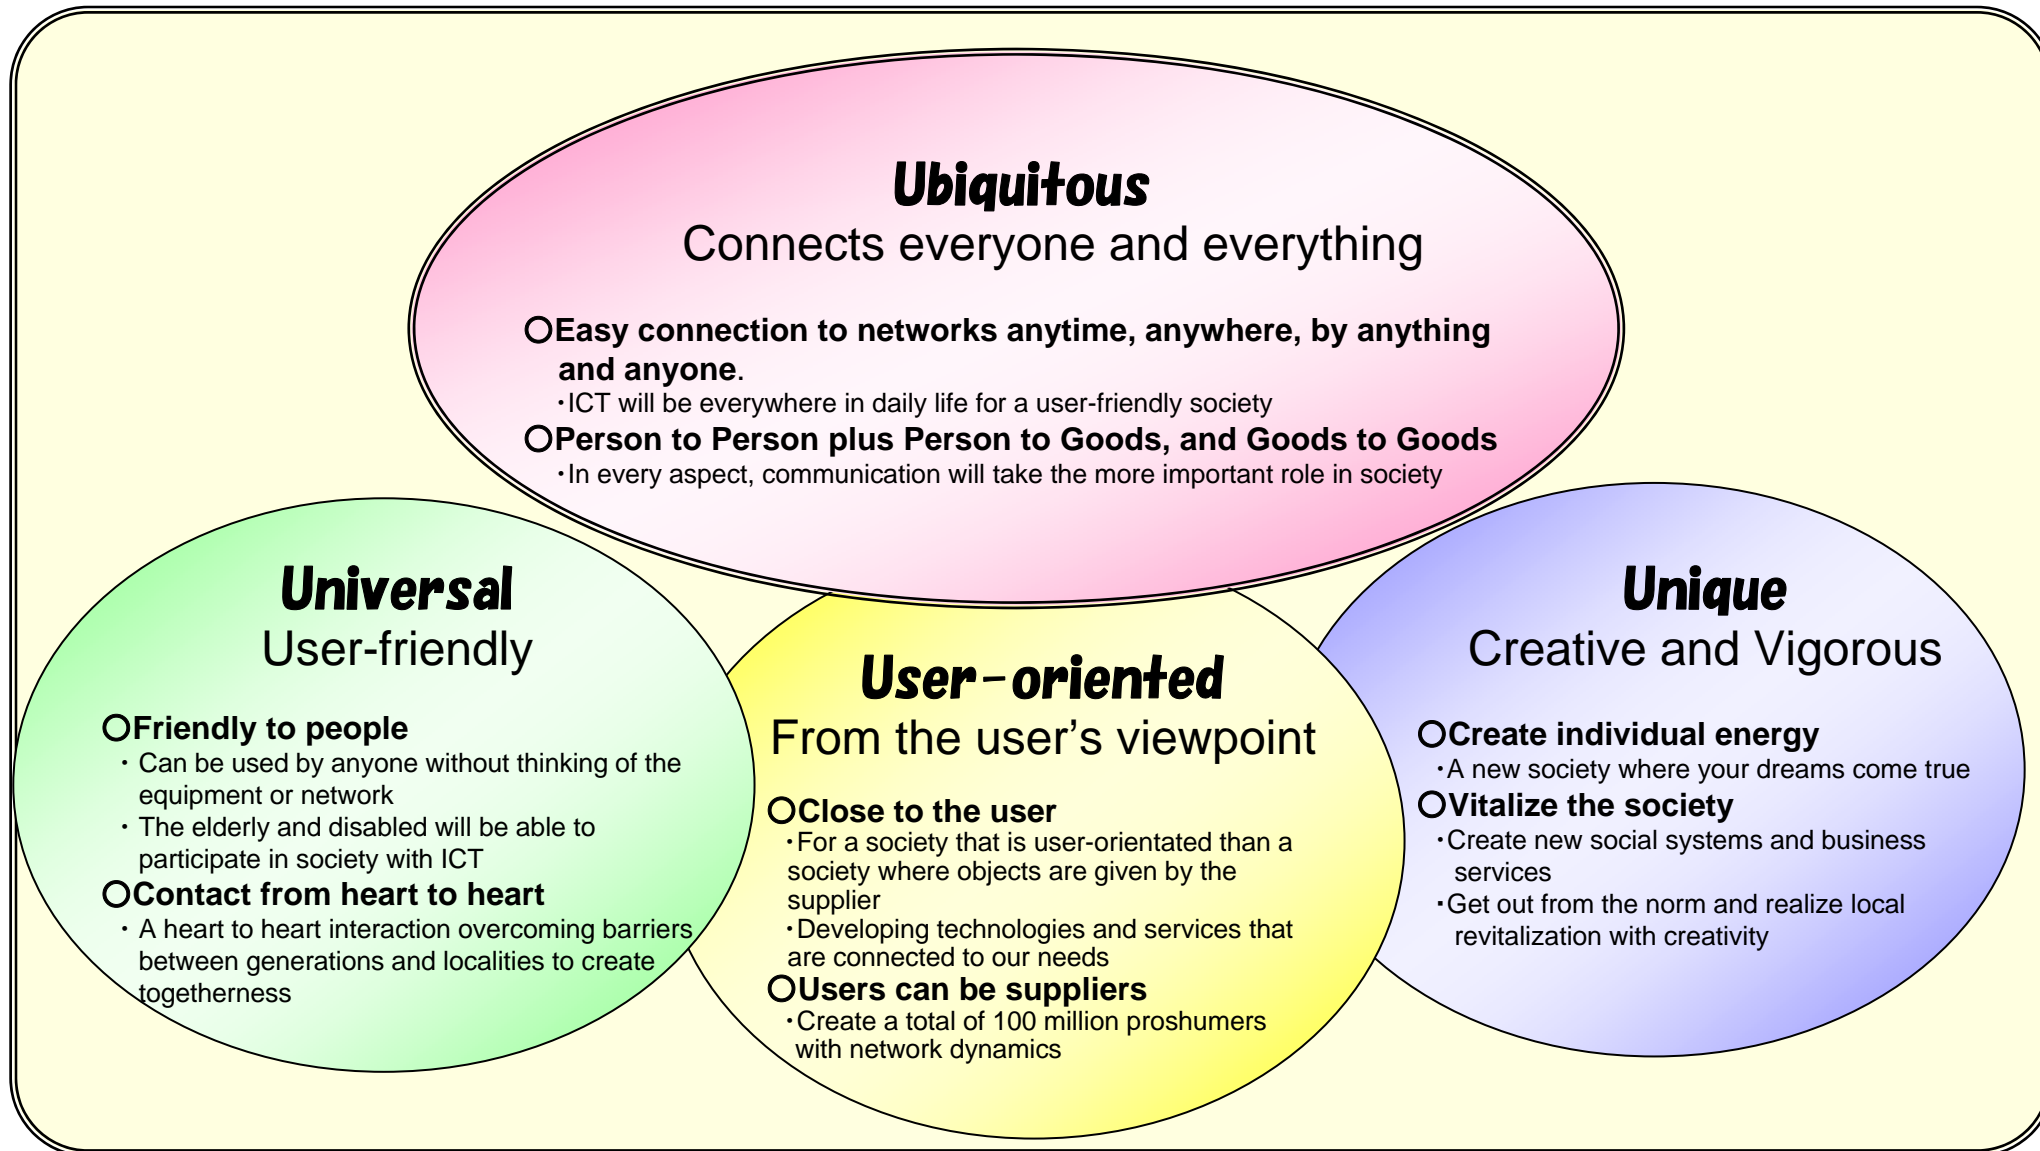 Ubiquitous
Connects everyone and everything
○Easy connection to networks anytime, anywhere, by anything
and anyone.
・ICT will be everywhere in daily life for a user-friendly society
○Person to Person plus Person to Goods, and Goods to Goods
・In every aspect, communication will take the more important role in society
Universal
User-friendly
○Friendly to people
・ Can be used by anyone without thinking of the
equipment or network
・ The elderly and disabled will be able to
participate in society with ICT
○Contact from heart to heart
・ A heart to heart interaction overcoming barriers
between generations and localities to create
togetherness
User-oriented
From the user’s viewpoint
○Close to the user
・For a society that is user-orientated than a
society where objects are given by the
supplier
・Developing technologies and services that
are connected to our needs
○Users can be suppliers
・Create a total of 100 million proshumers
with network dynamics
Unique
Creative and Vigorous
○Create individual energy
・A new society where your dreams come true
○Vitalize the society
・Create new social systems and business
services
・Get out from the norm and realize local
revitalization with creativity